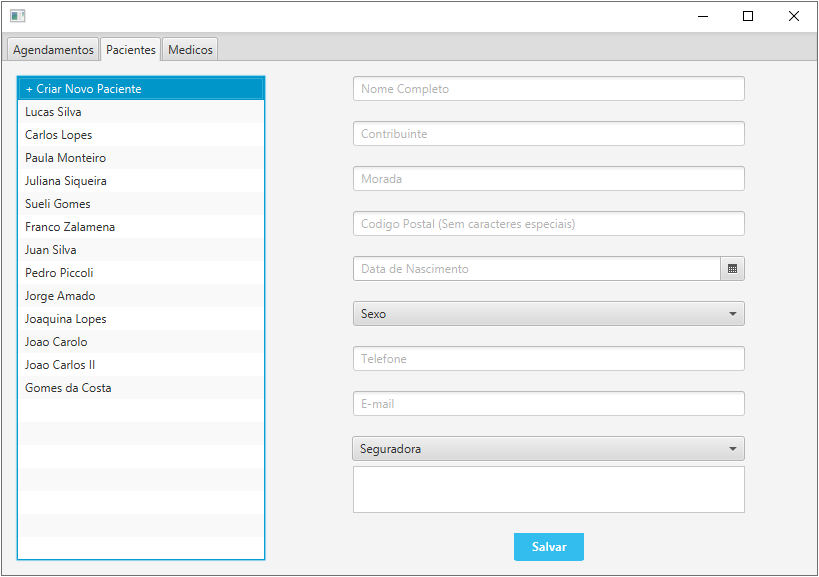 Agendamentos
Pacientes
Medicos
+ Criar Novo Paciente
Lucas Silva
Carlos Lopes
Paula Monteiro
Juliana Siqueira
Sueli Gomes
Franco Zalamena
Juan Silva
Pedro Piccoli
Jorge Amado
Joaquina Lopes
Joao Carolo
Joao Carlos II
Gomes da Costa
Nome Completo
Contribuinte
Morada
Codigo Postal (Sem caracteres especiais)
Data de Nascimento
Sexo
Telefone
E-mail
Seguradora
Salvar